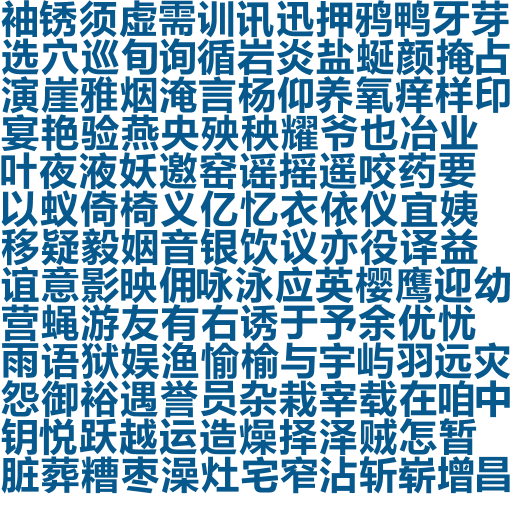 袖锈须虚需训讯迅押鸦鸭牙芽
选穴巡旬询循岩炎盐蜒颜掩占
演崖雅烟淹言杨仰养氧痒样印
宴艳验燕央殃秧耀爷也冶业
叶夜液妖邀窑谣摇遥咬药要
以蚁倚椅义亿忆衣依仪宜姨
移疑毅姻音银饮议亦役译益
谊意影映佣咏泳应英樱鹰迎幼
营蝇游友有右诱于予余优忧
雨语狱娱渔愉榆与宇屿羽远灾
怨御裕遇誉员杂栽宰载在咱中
钥悦跃越运造燥择泽贼怎暂
脏葬糟枣澡灶宅窄沾斩崭增昌